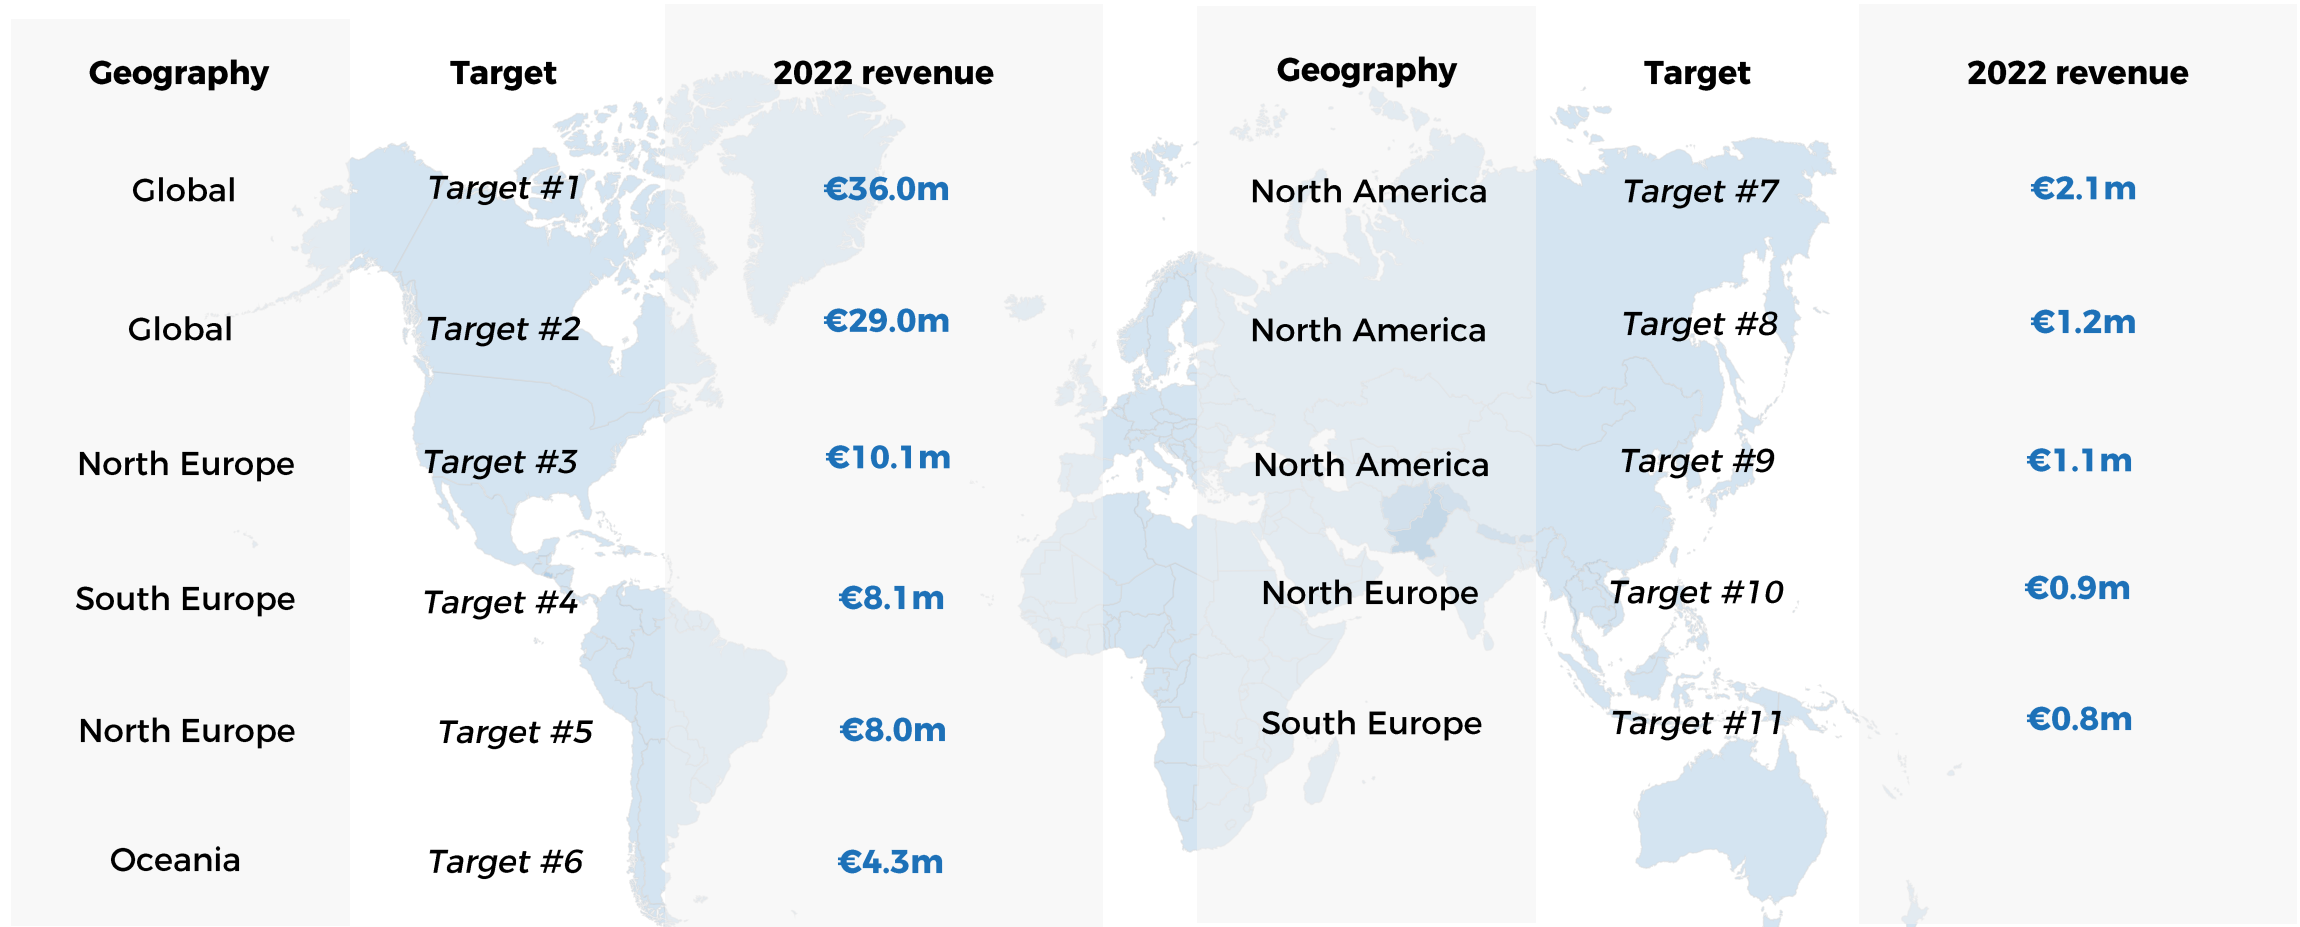 Geography Target 2022 revenue
Global Target #1 €36.0m
Global Target #2 €29.0m
North Europe Target #3 €10.1m
South Europe Target #4 €8.1m
North Europe Target #5 €8.0m
Oceania Target #6 €4.3m
Geography Target 2022 revenue
North America Target #7 €2.1m
North America Target #8 €1.2m
North America Target #9 €1.1m
North Europe Target #10 €0.9m
South Europe Target #11 €0.8m